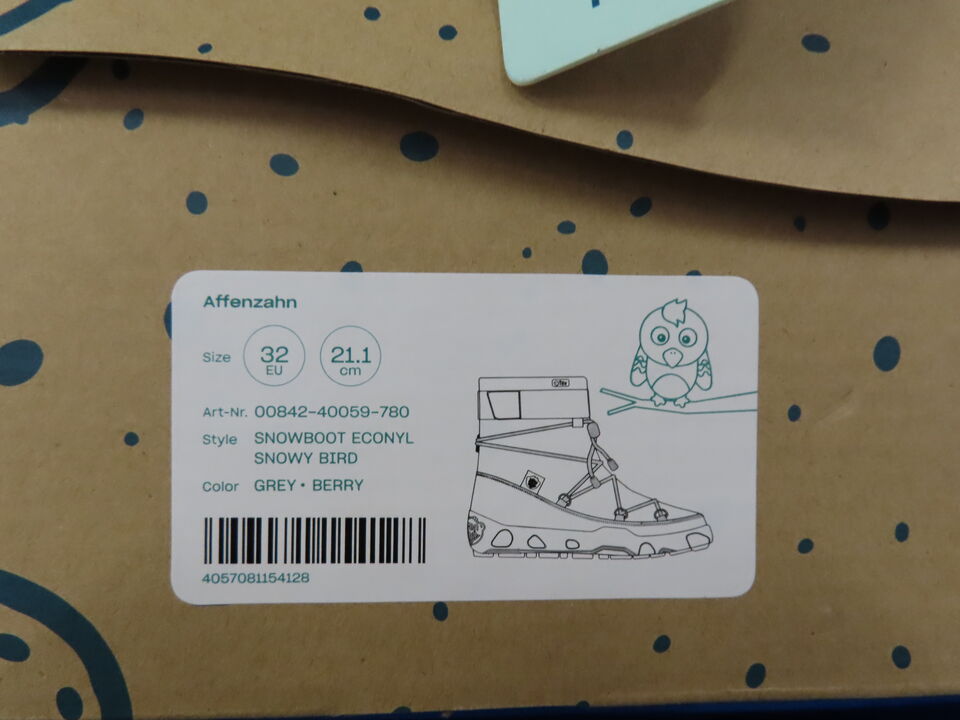 Affenzahn
Size 32 EU 21.1 cm
Art-Nr. 00842-40059-780
Style SNOWBOOT ECONYL
SNOWY BIRD
Color GREY • BERRY
4057081154128